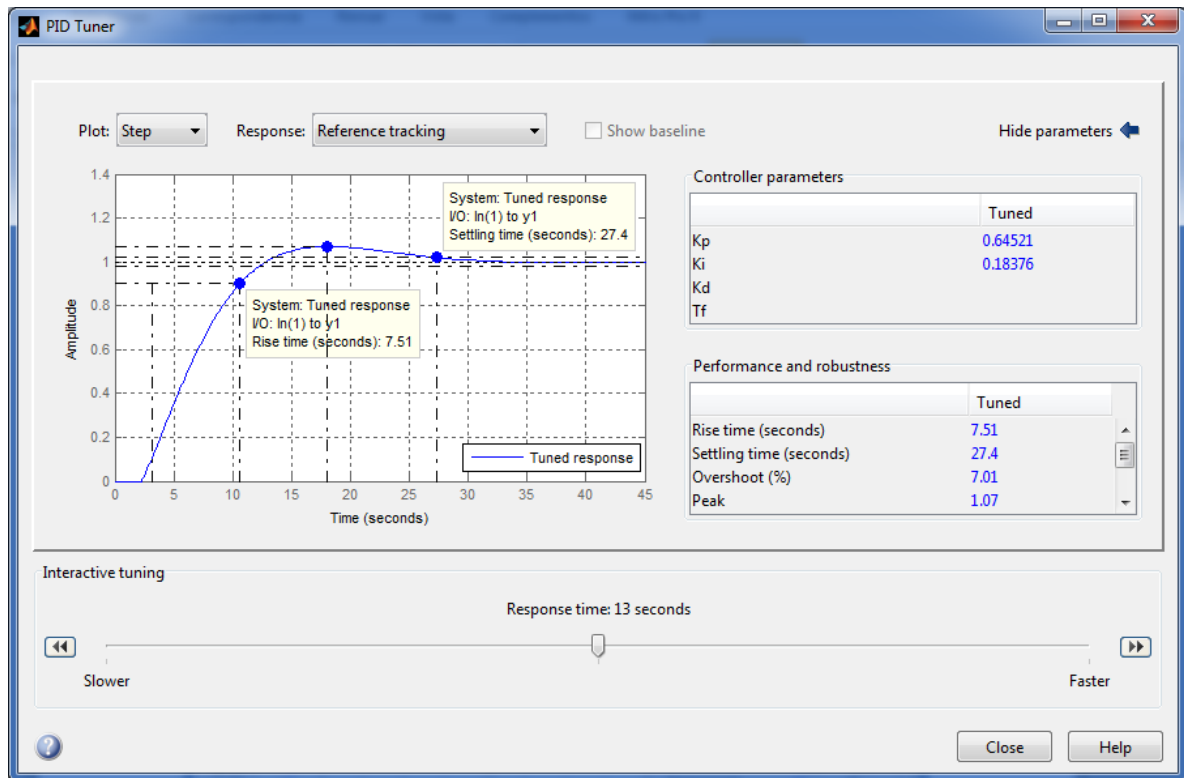 PID Tuner
Plot: Step Response: Reference tracking Show baseline Hide parameters
1.4
1.2
1
0.8
0.6
0.4
0.2
0
Amplitude
System: Tuned response
I/O: In(1) to y1
Settling time (seconds): 27.4
System: Tuned response
I/O: In(1) to y1
Rise time (seconds): 7.51
Tuned response
0 5 10 15 20 25 30 35 40 45
Time (seconds)
Controller parameters
Tuned
Kp 0.64521
Ki 0.18376
Kd
Tf
Performance and robustness
Tuned
Rise time (seconds) 7.51
Settling time (seconds) 27.4
Overshoot (%) 7.01
Peak 1.07
Interactive tuning
Response time: 13 seconds
Slower Faster
Close Help